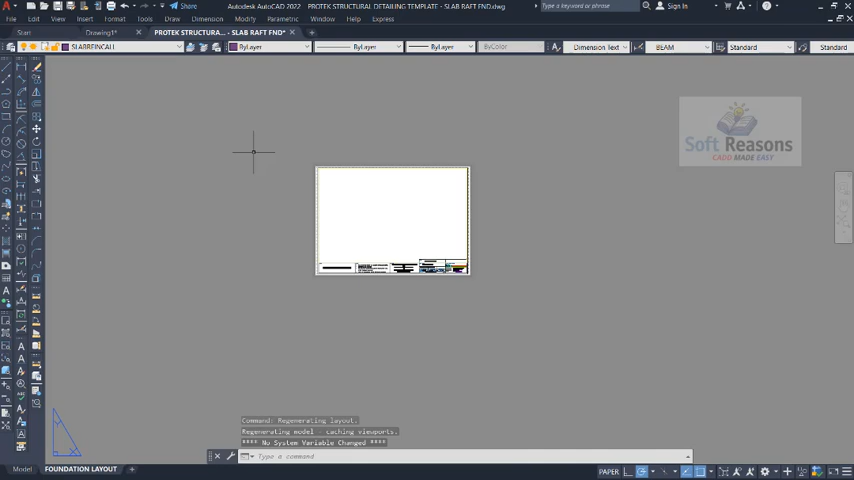 Share
Autodesk AutoCAD 2022
PROTEK STRUCTURAL DETAILING TEMPLATE - SLAB RAFT FND.dwg
Type a keyword or phrase
Sign In
File Edit View Insert Format Tools Draw Dimension Modify Parametric Window Help Express
Start
Drawing1*
PROTEK STRUCTURA... - SLAB RAFT FND*
SLABREINCALL
ByLayer
ByLayer
ByLayer
ByColor
Dimension Text
BEAM
Standard
Standard
Soft Reasons
CADD MADE EASY
Command: Regenerating layout.
Regenerating model - caching viewports.
**** No System Variable Changed ****
Type a command
Y
X
Model
FOUNDATION LAYOUT
PAPER